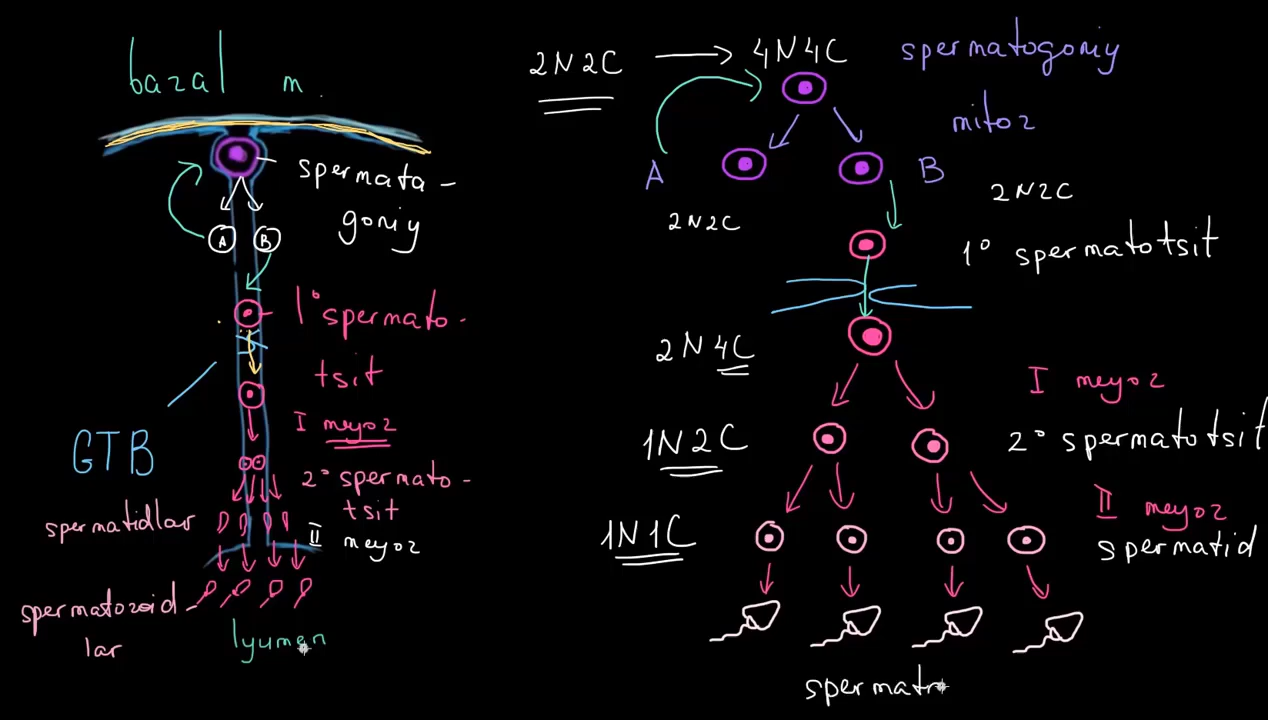 bazal m.
spermata-
goniy
A B
1° spermato-
tsit
GTB
I meyoz
2° spermato-
tsit
spermatidlar
II meyoz
spermatozoid
lar
lyumen
2N2C 4N4C spermatogoniy
mitoz
A B
2N2C 2N2C
1° spermatotsit
2N4C
I meyoz
1N2C 2° spermatotsit
II meyoz
1N1C spermatid
spermato